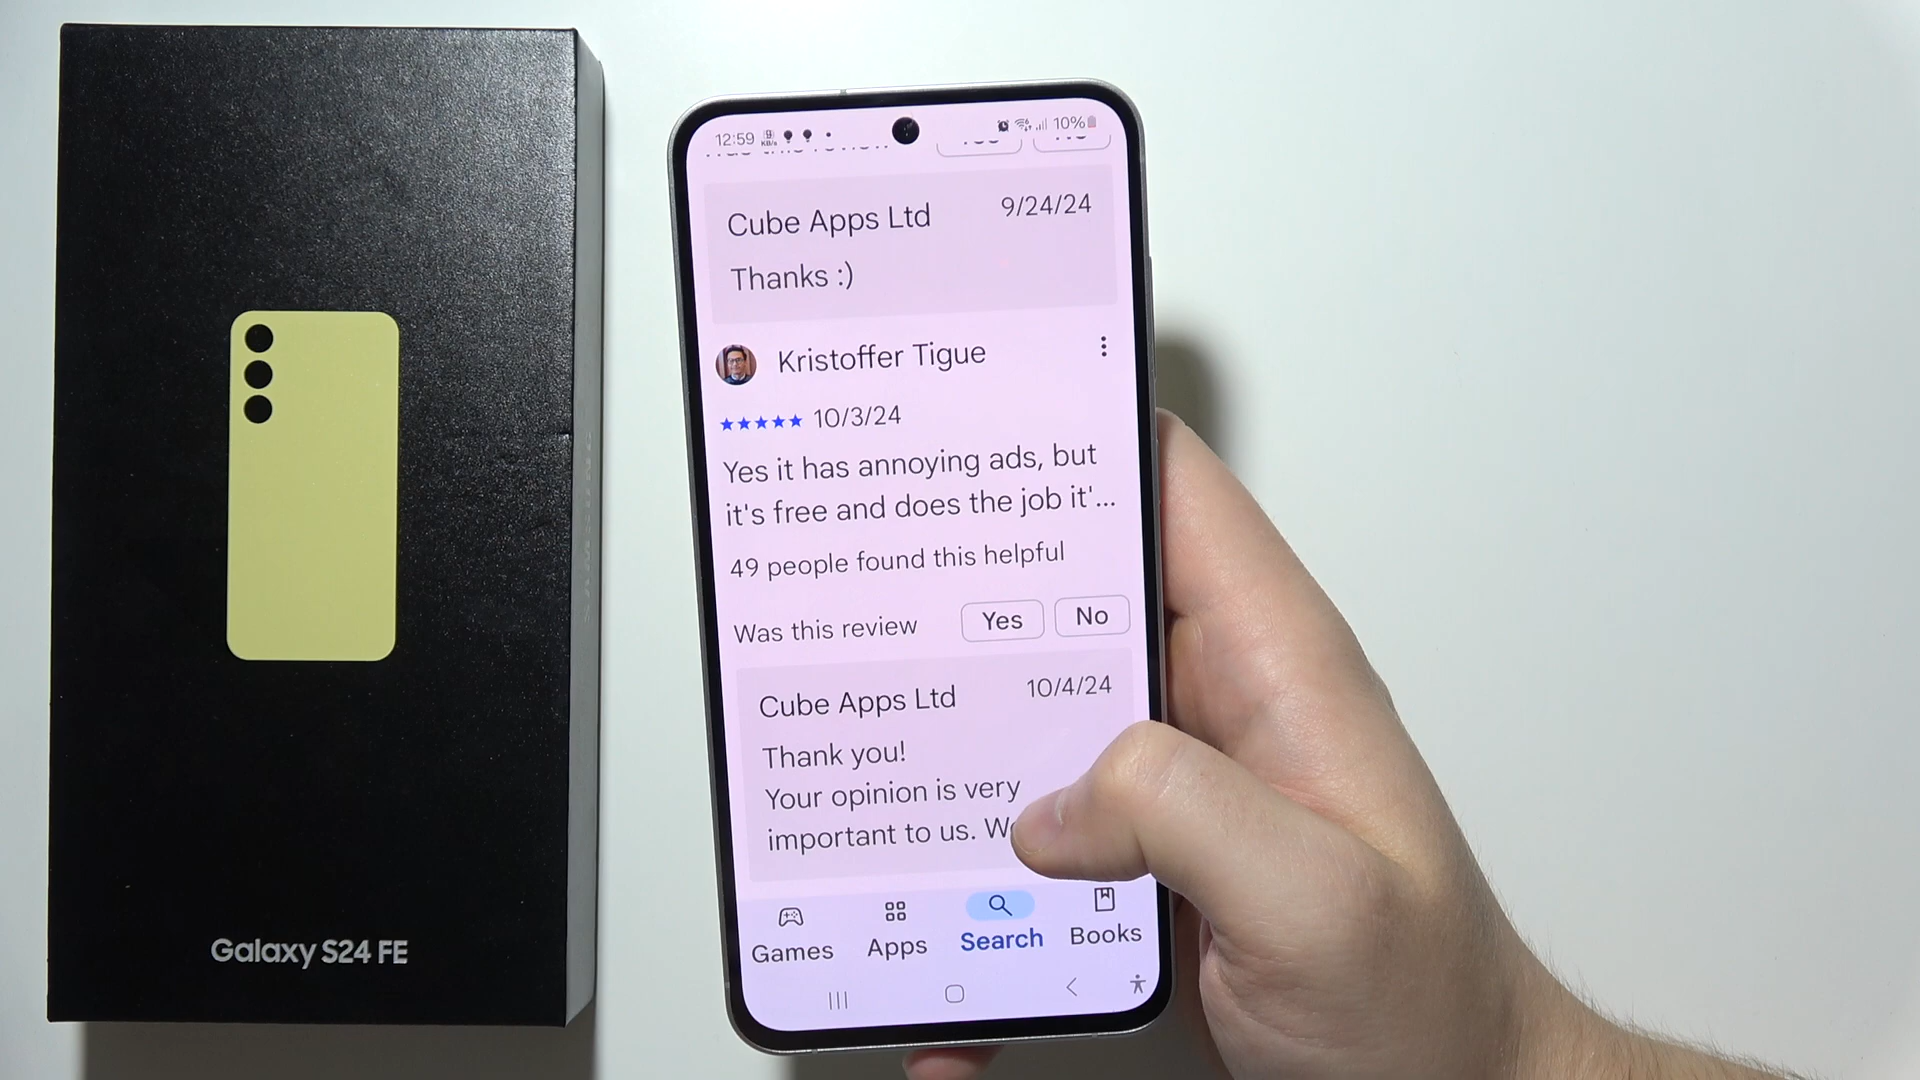 12:59
KB/s
10%
Cube Apps Ltd
9/24/24
Thanks :)
Kristoffer Tigue
10/3/24
Yes it has annoying ads, but
it's free and does the job it'...
49 people found this helpful
Was this review
Yes
No
Cube Apps Ltd
10/4/24
Thank you!
Your opinion is very
important to us. We
Games
Apps
Search
Books
Galaxy S24 FE